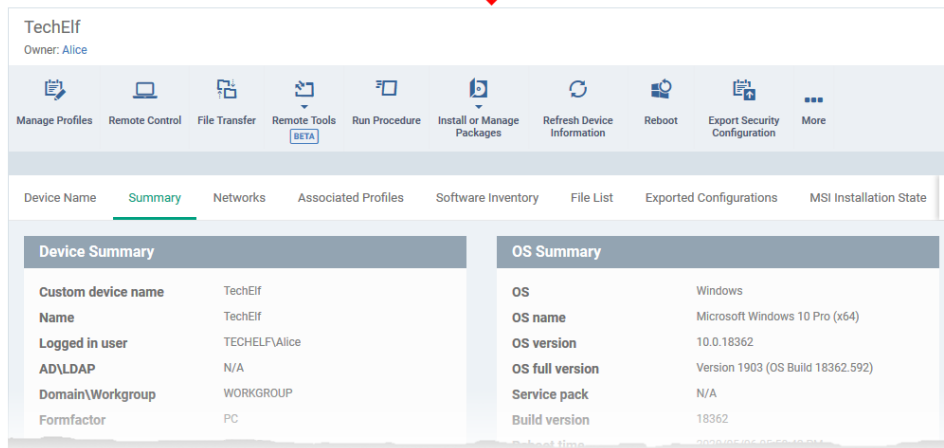 TechElf
Owner: Alice
Manage Profiles
Remote Control
File Transfer
Remote Tools
BETA
Run Procedure
Install or Manage
Packages
Refresh Device
Information
Reboot
Export Security
Configuration
More
Device Name Summary Networks Associated Profiles Software Inventory File List Exported Configurations MSI Installation State
Device Summary
Custom device name TechElf
Name TechElf
Logged in user TECHELF\Alice
AD\LDAP N/A
Domain\Workgroup WORKGROUP
Formfactor PC
OS Summary
OS Windows
OS name Microsoft Windows 10 Pro (x64)
OS version 10.0.18362
OS full version Version 1903 (OS Build 18362.592)
Service pack N/A
Build version 18362
Reboot time